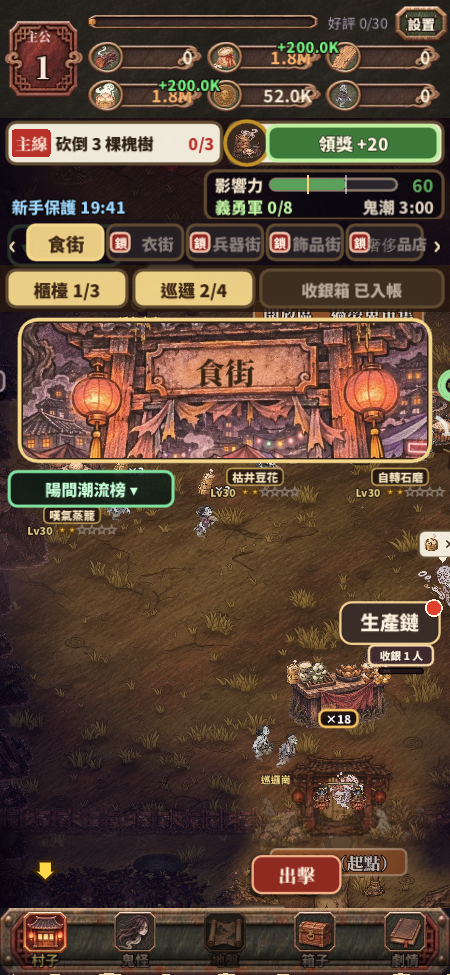 主公
1
好評 0/30
設置
0
+200.0K
1.8M
0
+200.0K
1.8M
52.0K
0
主線 砍倒 3 棵槐樹 0/3
領獎 +20
影響力 60
新手保護 19:41
義勇軍 0/8
鬼潮 3:00
‹ 食街
鎖 衣街
鎖 兵器街
鎖 飾品街
鎖 奢侈品店 ›
櫃檯 1/3
巡邏 2/4
收銀箱 已入帳
食街
陽間潮流榜 ▾
枯井豆花
Lv30 ★★☆☆☆
自轉石磨
Lv30 ★★☆☆☆
嘆氣蒸籠
Lv30 ★★☆☆☆
生產鏈
收銀 1 人
×18
巡邏崗
出擊
(起點)
村子
鬼怪
地盤
箱子
劇情